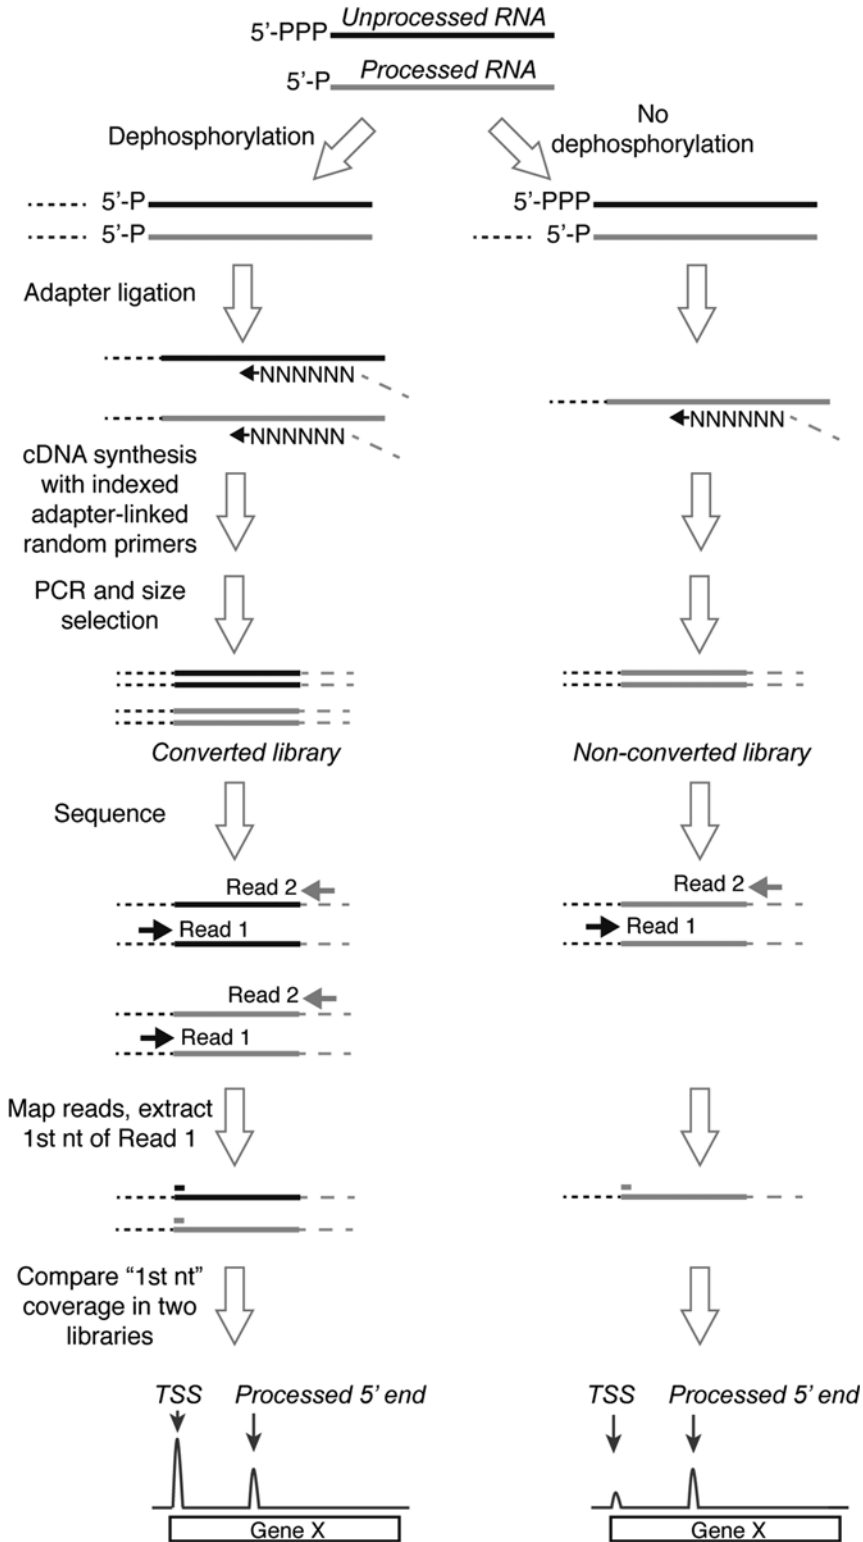 Unprocessed RNA
5'-PPP
Processed RNA
5'-P
Dephosphorylation
No
dephosphorylation
5'-P
5'-PPP
5'-P
5'-P
Adapter ligation
NNNNNN
NNNNNN
NNNNNN
cDNA synthesis
with indexed
adapter-linked
random primers
PCR and size
selection
Converted library
Non-converted library
Sequence
Read 2
Read 2
Read 1
Read 1
Read 2
Read 1
Map reads, extract
1st nt of Read 1
Compare “1st nt”
coverage in two
libraries
TSS
Processed 5' end
TSS
Processed 5' end
Gene X
Gene X